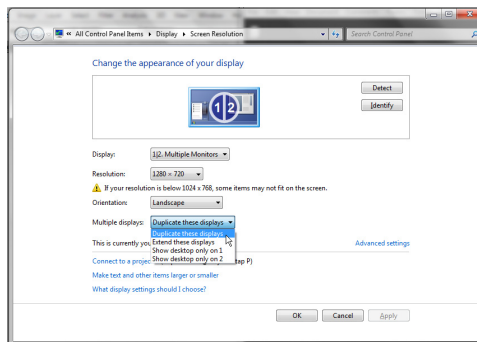 « All Control Panel Items ▸ Display ▸ Screen Resolution
Search Control Panel
Change the appearance of your display
1|2
Detect
Identify
Display: 1|2. Multiple Monitors
Resolution: 1280 × 720
If your resolution is below 1024 x 768, some items may not fit on the screen.
Orientation: Landscape
Multiple displays: Duplicate these displays
Duplicate these displays
This is currently you
Extend these displays
Advanced settings
Show desktop only on 1
Connect to a projec
Show desktop only on 2
tap P)
Make text and other items larger or smaller
What display settings should I choose?
OK Cancel Apply